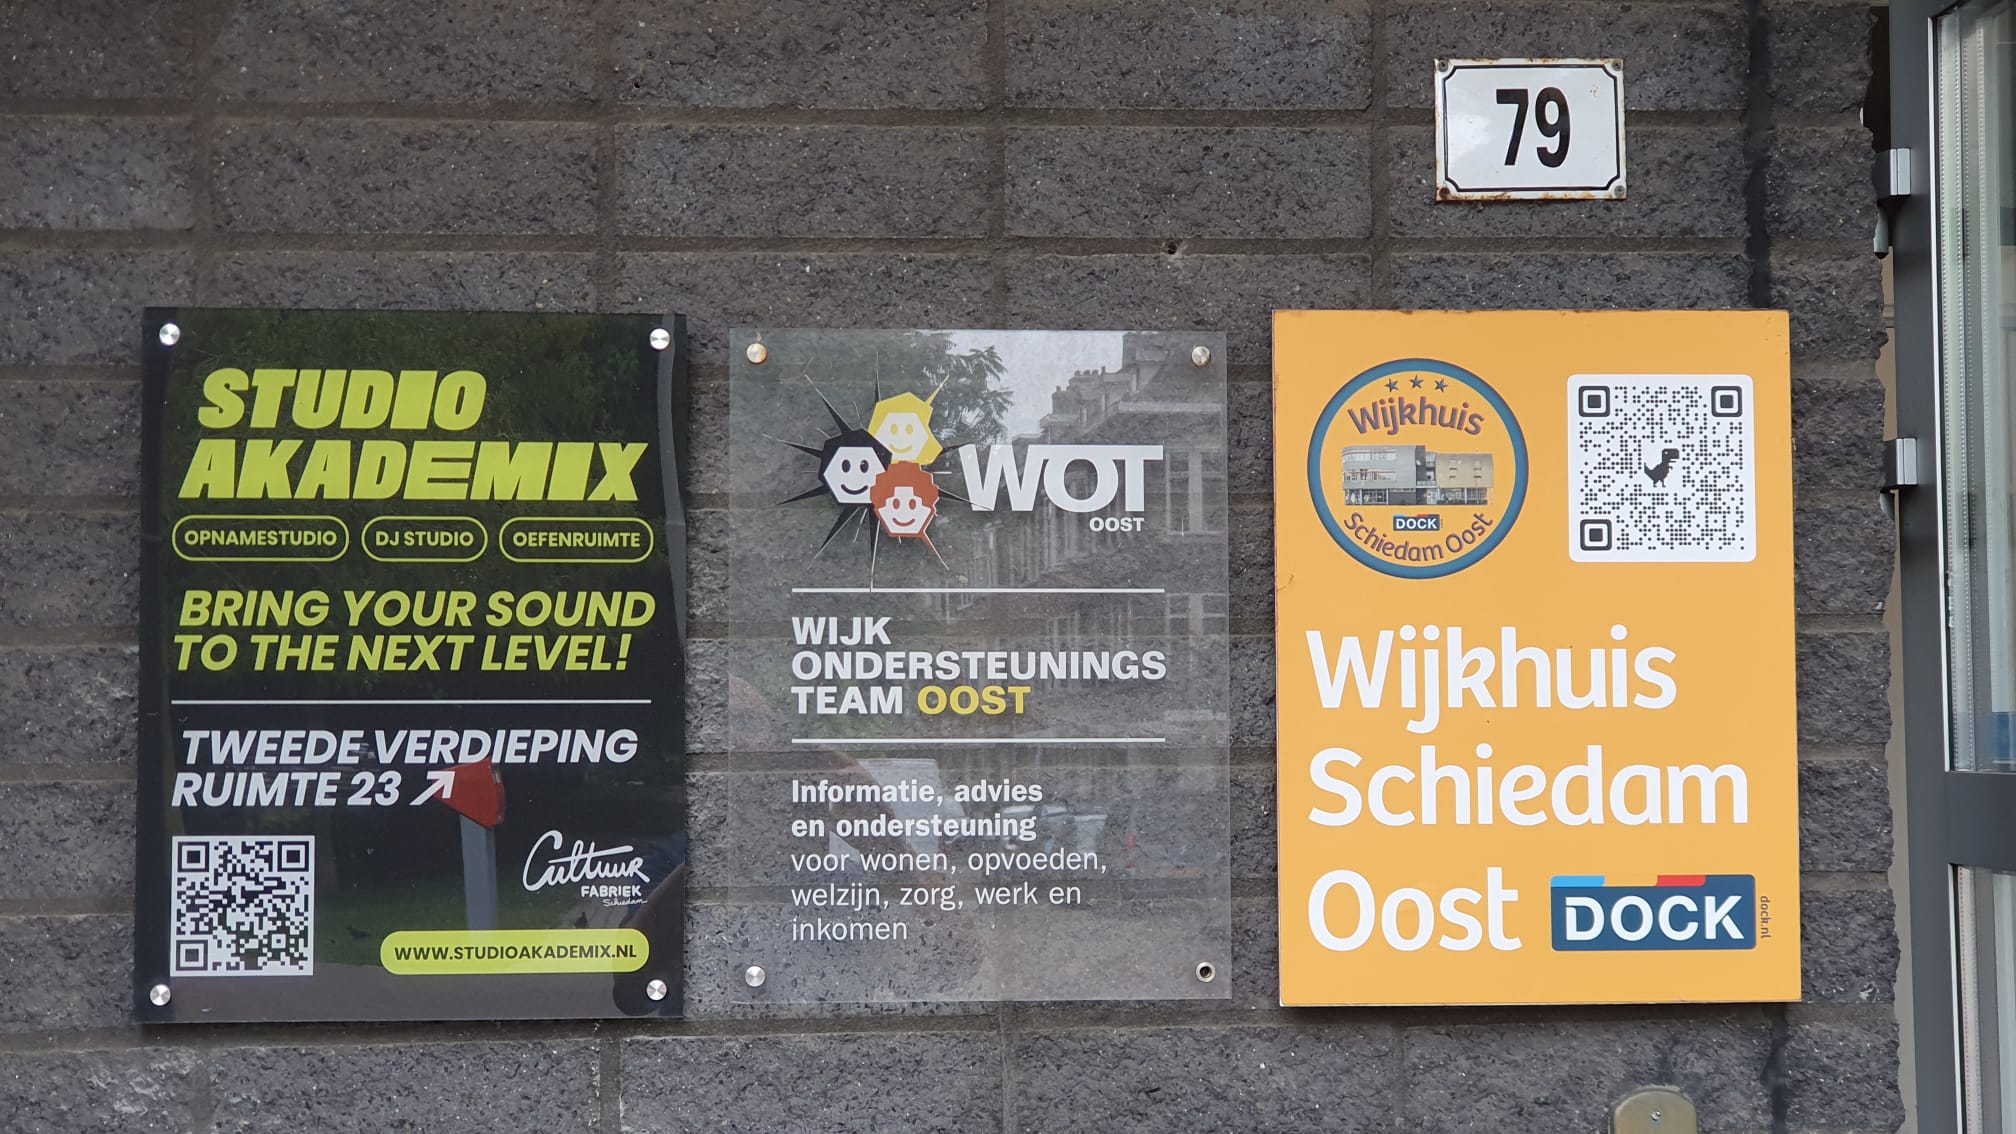 79
STUDIO
AKADEMIX
OPNAMESTUDIO DJ STUDIO OEFENRUIMTE
BRING YOUR SOUND
TO THE NEXT LEVEL!
TWEEDE VERDIEPING
RUIMTE 23 ↗
Cultuur
FABRIEK
Schiedam
WWW.STUDIOAKADEMIX.NL
WOT
OOST
WIJK
ONDERSTEUNINGS
TEAM OOST
Informatie, advies
en ondersteuning
voor wonen, opvoeden,
welzijn, zorg, werk en
inkomen
Wijkhuis
DOCK
Schiedam Oost
Wijkhuis
Schiedam
Oost
DOCK
dock.nl